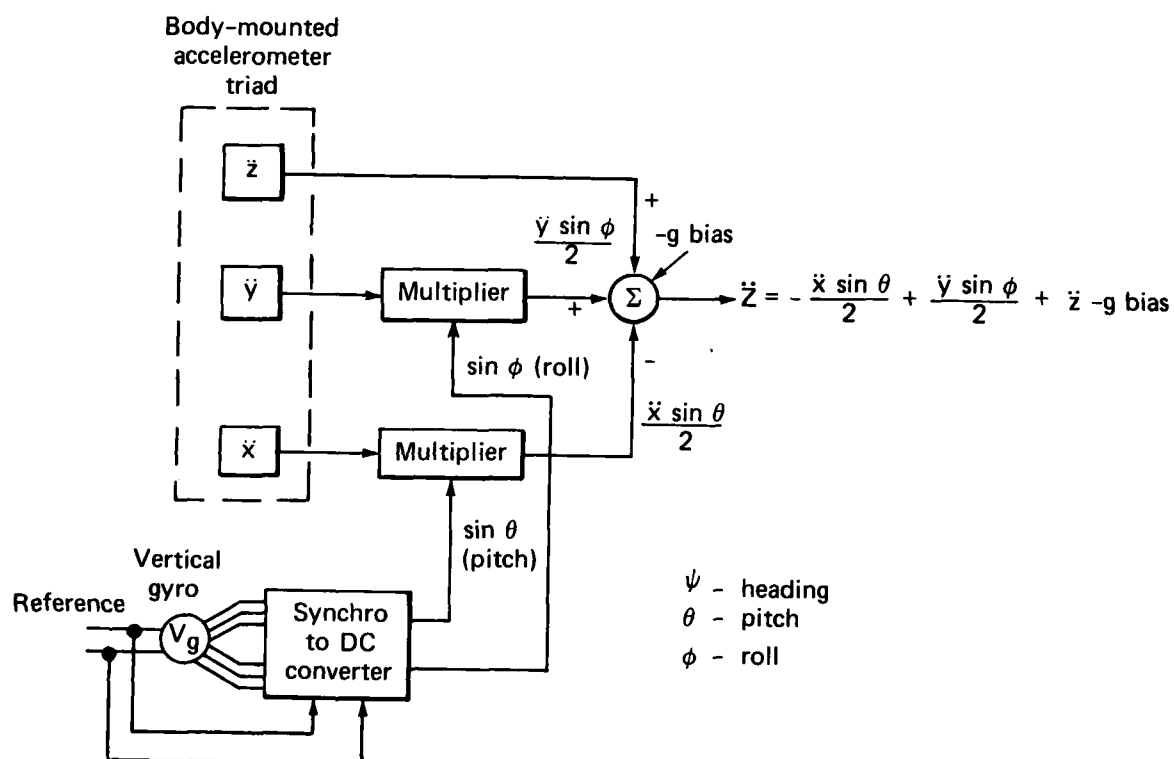 Body-mounted
accelerometer
triad
z̈
ÿ sin ϕ
2
+
-g bias
ÿ
Multiplier
+
Σ
Z̈ = - ẍ sin θ / 2 + ÿ sin ϕ / 2 + z̈ -g bias
sin ϕ (roll)
-
ẍ sin θ
2
ẍ
Multiplier
sin θ
(pitch)
Vertical
gyro
Reference
Vg
Synchro
to DC
converter
ψ - heading
θ - pitch
ϕ - roll